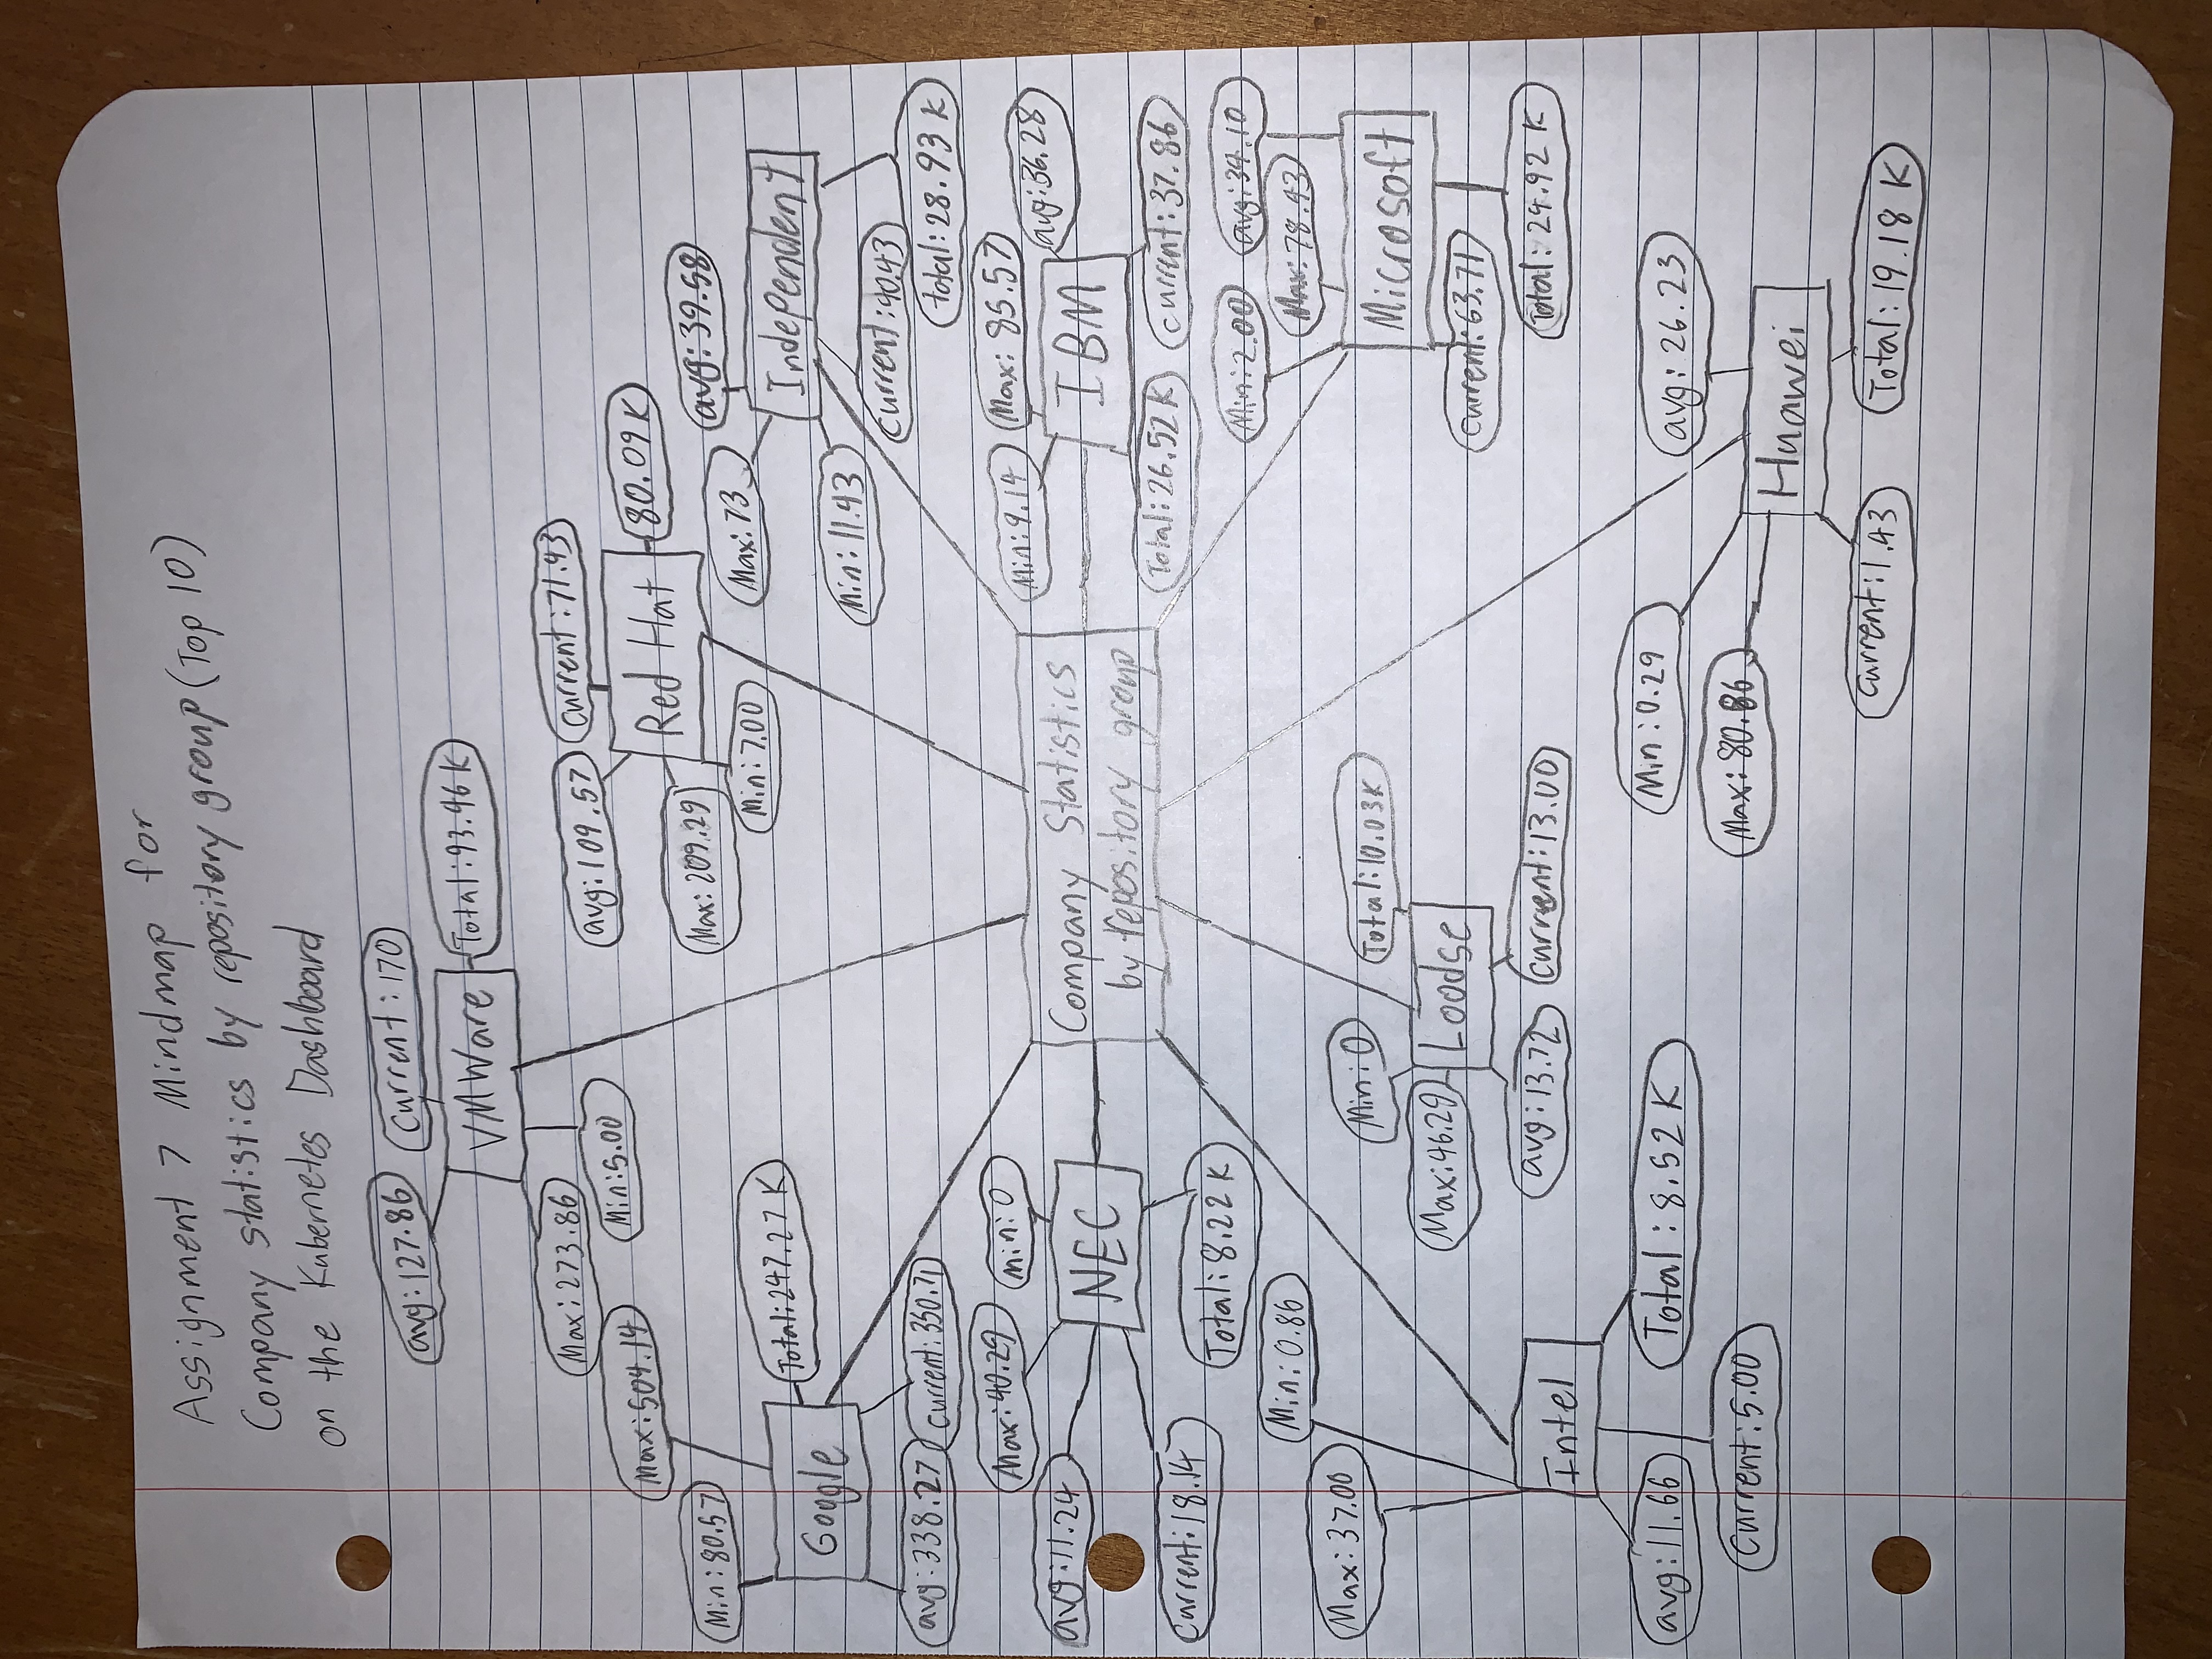 Assignment 7 Mindmap for
Company statistics by repository group (Top 10)
on the Kubernetes Dashboard
avg: 127.86
Current: 170
VMWare
Total: 93.46 K
Max: 273.86
Min: 5.00
avg: 109.57
Current: 71.43
Red Hat
80.09 K
Max: 209.29
Min: 7.00
Max: 504.14
Min: 80.57
Google
Total: 247.27 K
avg: 338.27
Current: 350.71
avg: 39.58
Max: 73
Independent
Min: 11.43
Current: 40.43
total: 28.93 K
Max: 40.29
min: 0
avg: 11.24
NEC
Current: 18.14
Total: 8.22 K
Company Statistics
by repository group
Min: 9.14
Max: 85.57
avg: 36.28
IBM
Total: 26.52 K
Current: 37.86
Min: 2.00
avg: 34.10
Max: 78.43
Microsoft
Current: 63.71
Total: 24.92 K
Min: 0.86
Max: 37.00
Intel
avg: 11.66
Total: 8.52 K
Current: 5.00
Min: 0
Total: 10.03K
Max: 46.29
Loodse
avg: 13.72
Current: 13.00
Min: 0.29
avg: 26.23
Max: 80.86
Huawei
Current: 1.43
Total: 19.18 K